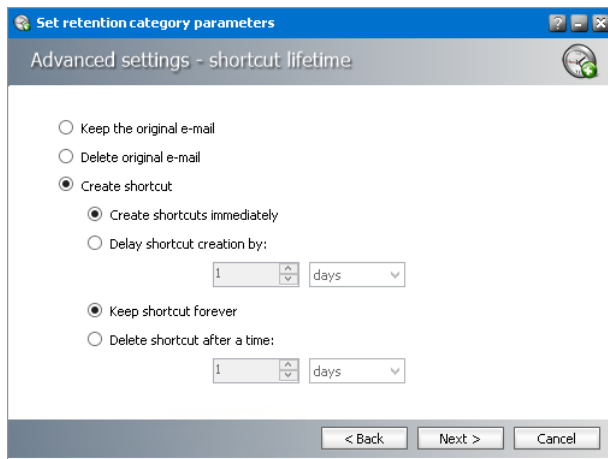 Set retention category parameters
Advanced settings - shortcut lifetime
Keep the original e-mail
Delete original e-mail
Create shortcut
Create shortcuts immediately
Delay shortcut creation by:
1 days
Keep shortcut forever
Delete shortcut after a time:
1 days
< Back Next > Cancel